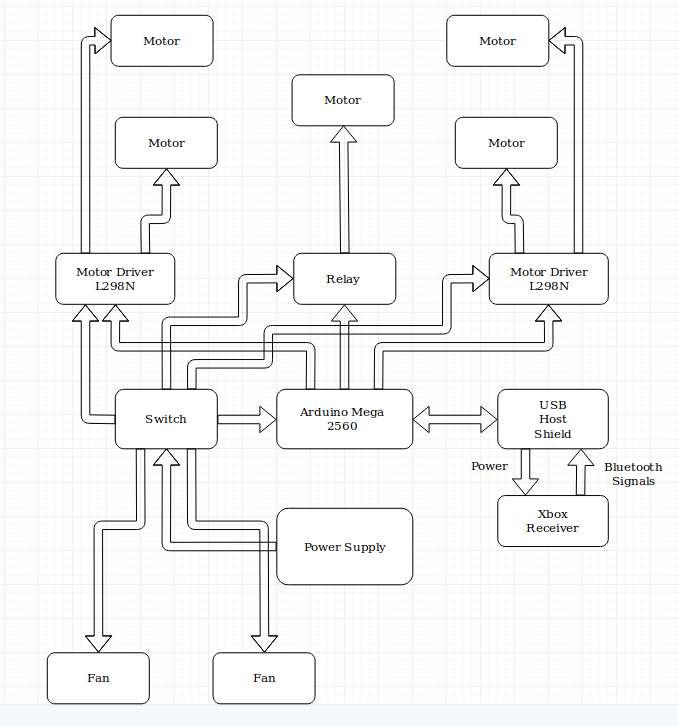 Motor
Motor
Motor
Motor
Motor
Motor Driver
L298N
Relay
Motor Driver
L298N
Switch
Arduino Mega
2560
USB
Host
Shield
Power
Bluetooth
Signals
Xbox
Receiver
Power Supply
Fan
Fan